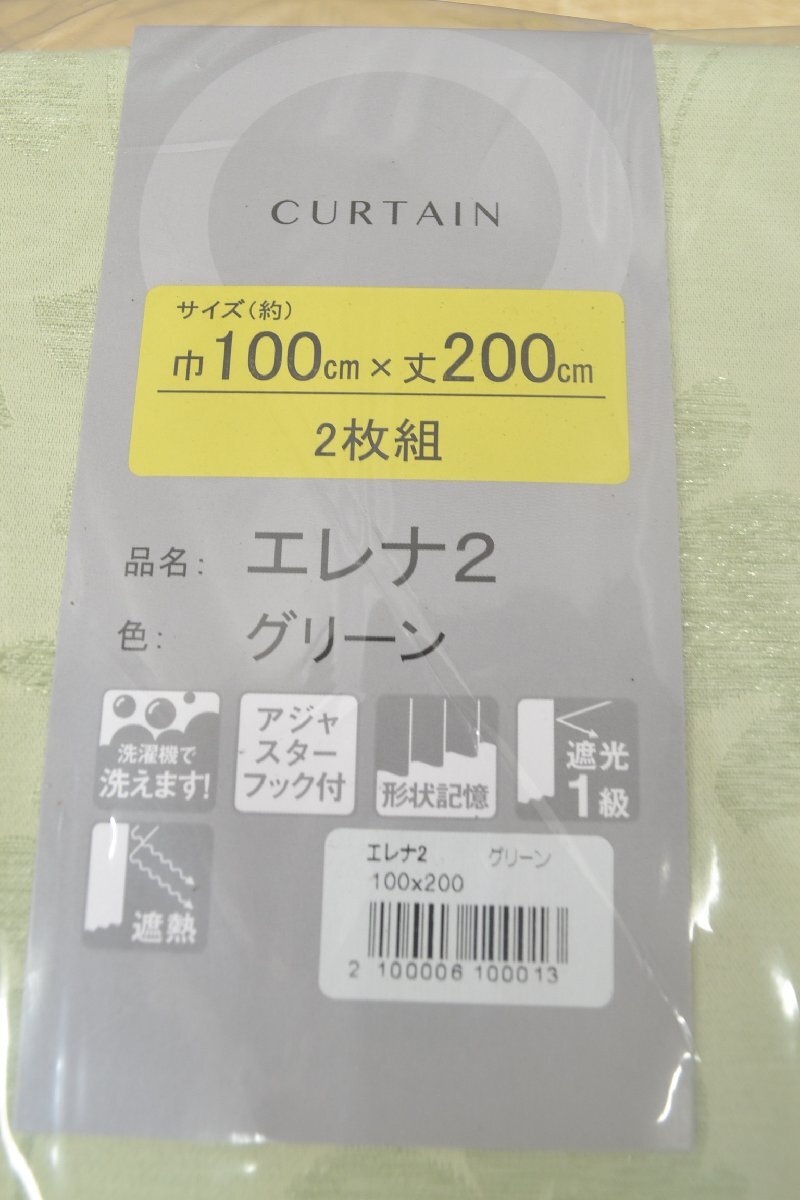 CURTAIN
サイズ(約)
巾100cm×丈200cm
2枚組
品名: エレナ2
色: グリーン
洗濯機で
洗えます!
アジャ
スター
フック付
形状記憶
遮光
1級
遮熱
エレナ2 グリーン
100x200
2 100006 100013